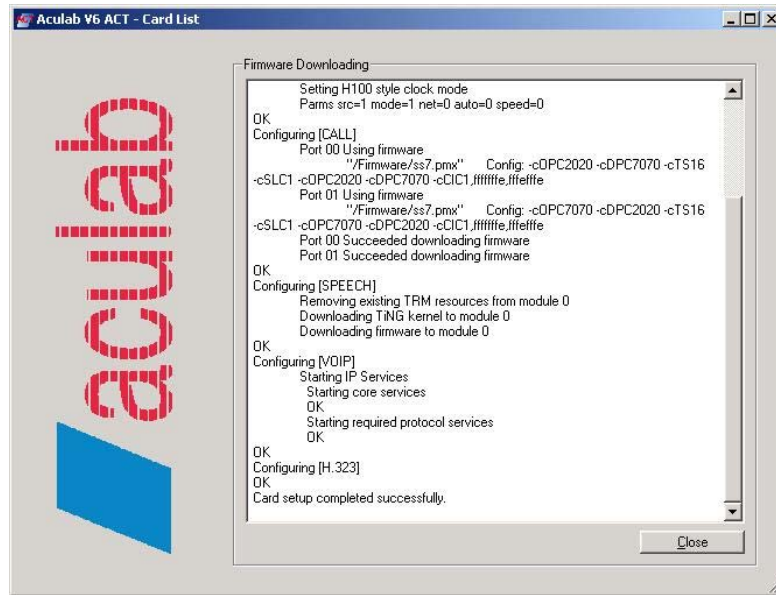 Aculab V6 ACT - Card List
aculab
Firmware Downloading
Setting H100 style clock mode
Parms src=1 mode=1 net=0 auto=0 speed=0
OK
Configuring [CALL]
Port 00 Using firmware
"/Firmware/ss7.pmx" Config: -cOPC2020 -cDPC7070 -cTS16
-cSLC1 -cOPC2020 -cDPC7070 -cCIC1,fffffffe,fffefffe
Port 01 Using firmware
"/Firmware/ss7.pmx" Config: -cOPC7070 -cDPC2020 -cTS16
-cSLC1 -cOPC7070 -cDPC2020 -cCIC1,fffffffe,fffefffe
Port 00 Succeeded downloading firmware
Port 01 Succeeded downloading firmware
OK
Configuring [SPEECH]
Removing existing TRM resources from module 0
Downloading TiNG kernel to module 0
Downloading firmware to module 0
OK
Configuring [VOIP]
Starting IP Services
Starting core services
OK
Starting required protocol services
OK
OK
Configuring [H.323]
OK
Card setup completed successfully.
Close